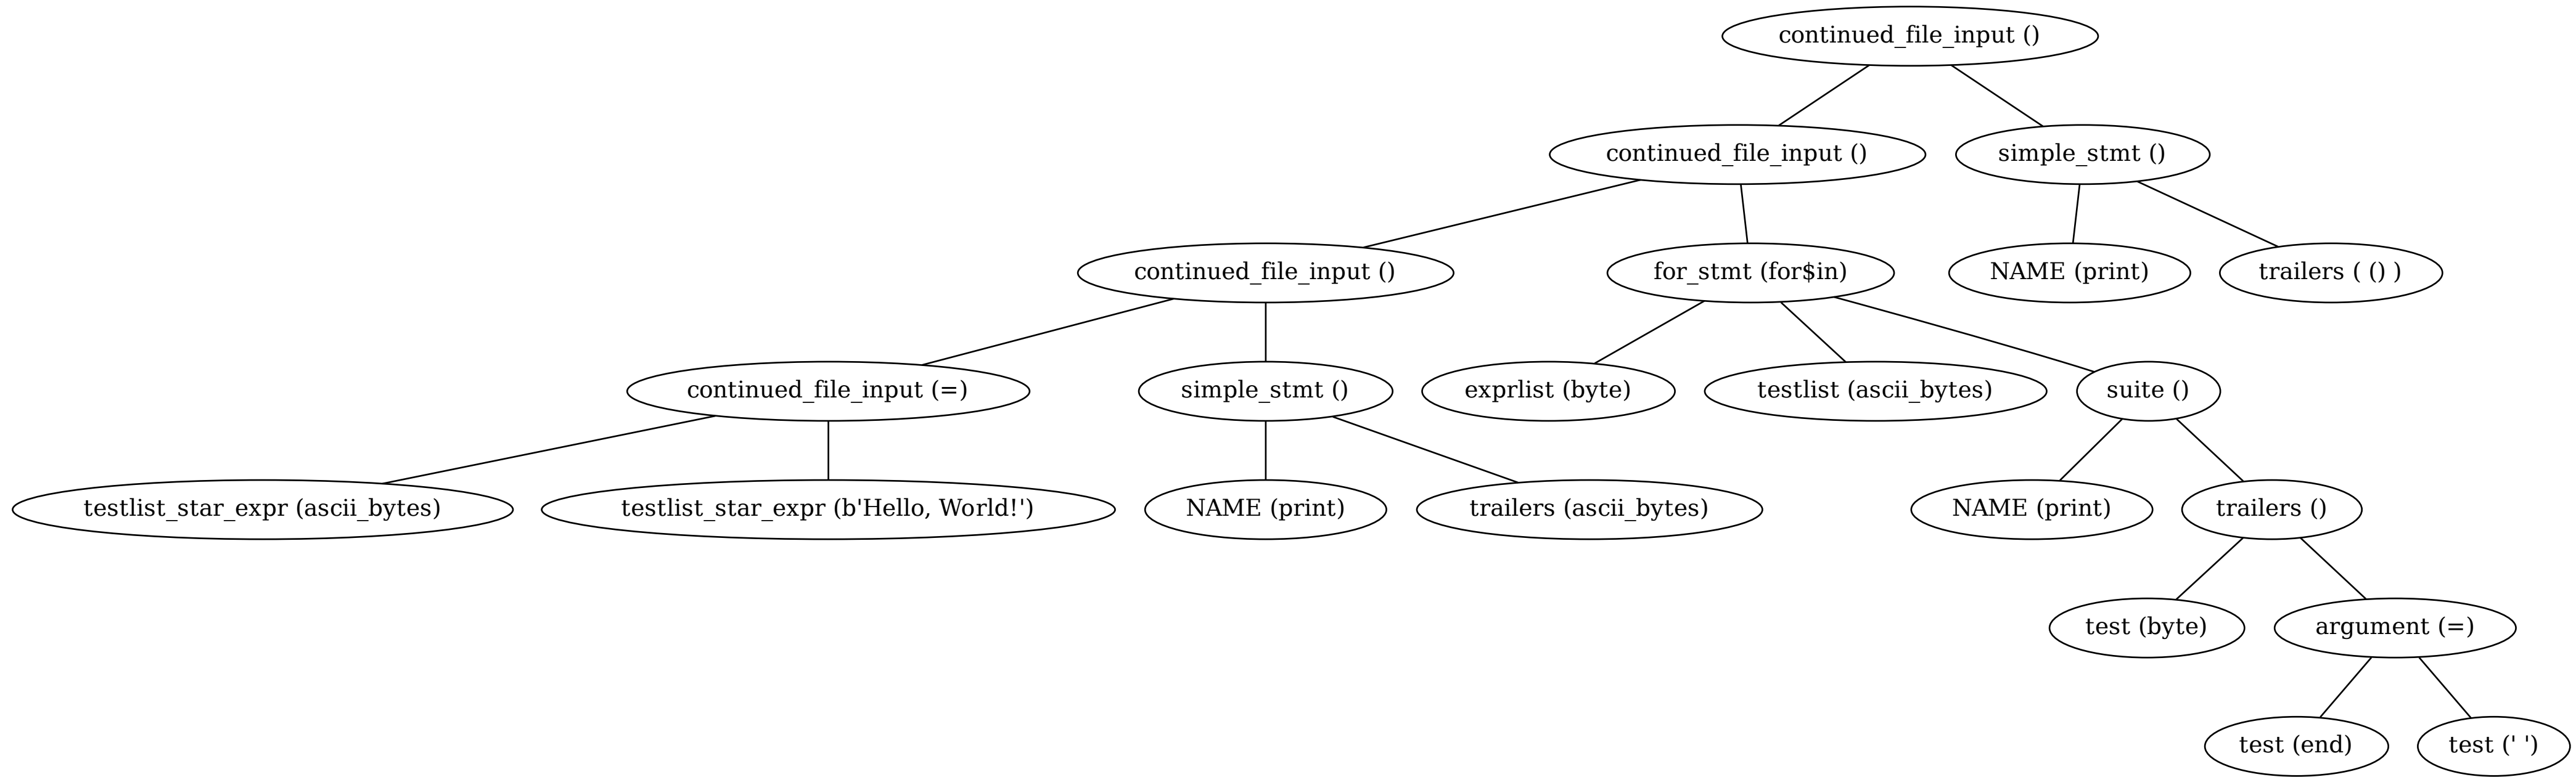 continued_file_input ()
continued_file_input ()
simple_stmt ()
continued_file_input ()
for_stmt (for$in)
NAME (print)
trailers ( () )
continued_file_input (=)
simple_stmt ()
exprlist (byte)
testlist (ascii_bytes)
suite ()
testlist_star_expr (ascii_bytes)
testlist_star_expr (b'Hello, World!')
NAME (print)
trailers (ascii_bytes)
NAME (print)
trailers ()
test (byte)
argument (=)
test (end)
test (' ')